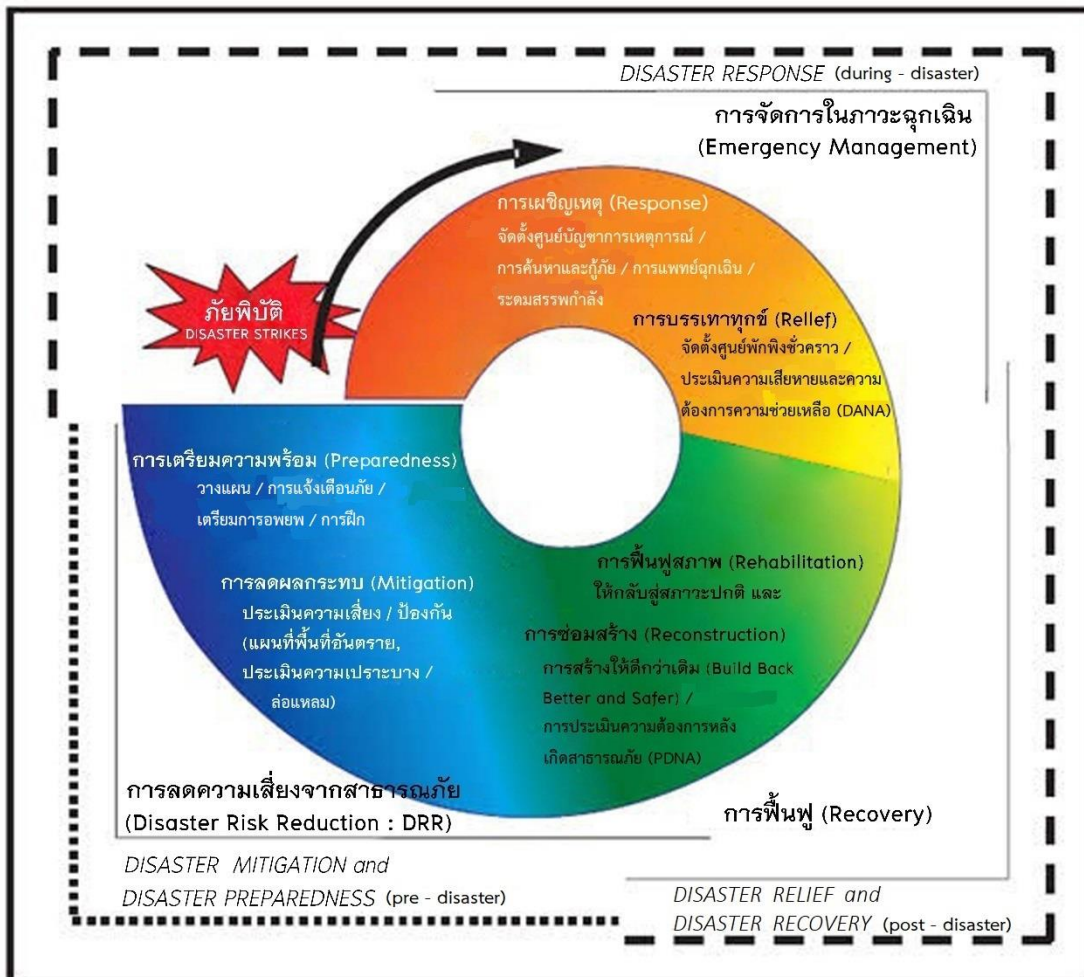 DISASTER RESPONSE (during - disaster)
การจัดการในภาวะฉุกเฉิน
(Emergency Management)
การเผชิญเหตุ (Response)
จัดตั้งศูนย์บัญชาการเหตุการณ์ /
การค้นหาและกู้ภัย / การแพทย์ฉุกเฉิน /
ระดมสรรพกำลัง
ภัยพิบัติ
DISASTER STRIKES
การบรรเทาทุกข์ (Rellef)
จัดตั้งศูนย์พักพิงชั่วคราว /
ประเมินความเสียหายและความ
ต้องการความช่วยเหลือ (DANA)
การเตรียมความพร้อม (Preparedness)
วางแผน / การแจ้งเตือนภัย /
เตรียมการอพยพ / การฝึก
การลดผลกระทบ (Mitigation)
ประเมินความเสี่ยง / ป้องกัน
(แผนที่พื้นที่อันตราย,
ประเมินความเปราะบาง /
ล่อแหลม)
การฟื้นฟูสภาพ (Rehabilitation)
ให้กลับสู่สภาวะปกติ และ
การซ่อมสร้าง (Reconstruction)
การสร้างให้ดีกว่าเดิม (Build Back
Better and Safer) /
การประเมินความต้องการหลัง
เกิดสาธารณภัย (PDNA)
การลดความเสี่ยงจากสาธารณภัย
(Disaster Risk Reduction : DRR)
การฟื้นฟู (Recovery)
DISASTER MITIGATION and
DISASTER PREPAREDNESS (pre - disaster)
DISASTER RELIEF and
DISASTER RECOVERY (post - disaster)